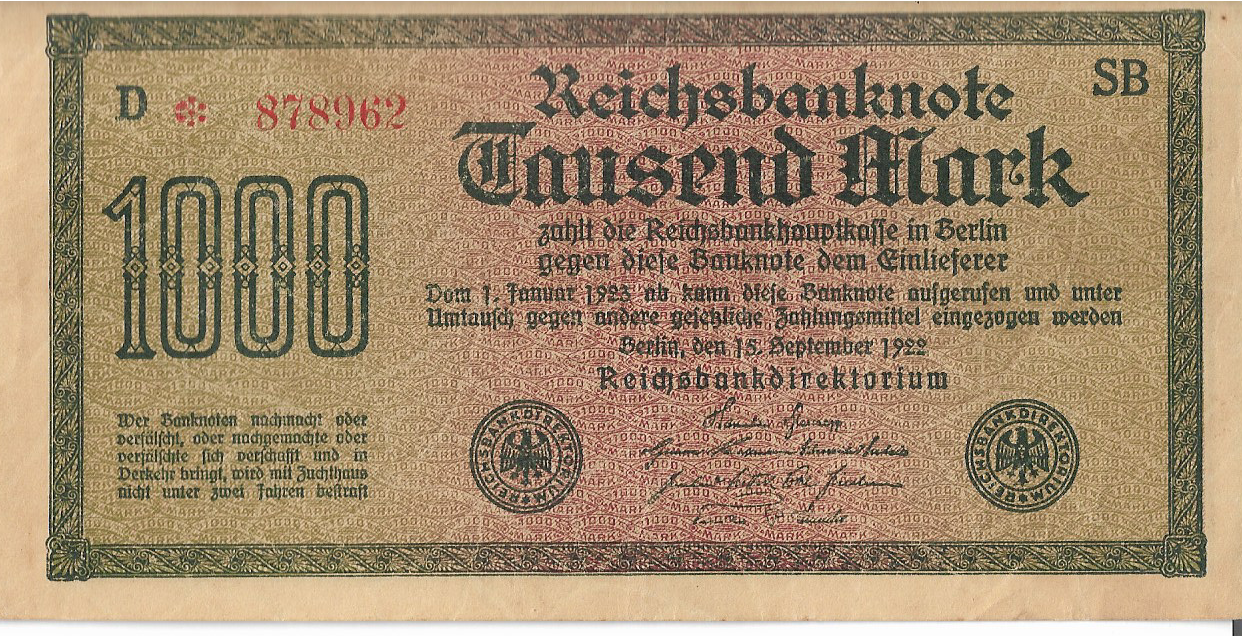 D * 878962
SB
Reichsbanknote
Tausend Mark
1000
zahlt die Reichsbankhauptkasse in Berlin
gegen diese Banknote dem Einlieferer
Vom 1. Januar 1923 ab kann diese Banknote aufgerufen und unter
Umtausch gegen andere gesetzliche Zahlungsmittel eingezogen werden
Berlin, den 15. September 1922
Reichsbankdirektorium
Wer Banknoten nachmacht oder
verfälscht, oder nachgemachte oder
verfälschte sich verschafft und in
Verkehr bringt, wird mit Zuchthaus
nicht unter zwei Jahren bestraft
REICHSBANKDIREKTORIUM
REICHSBANKDIREKTORIUM